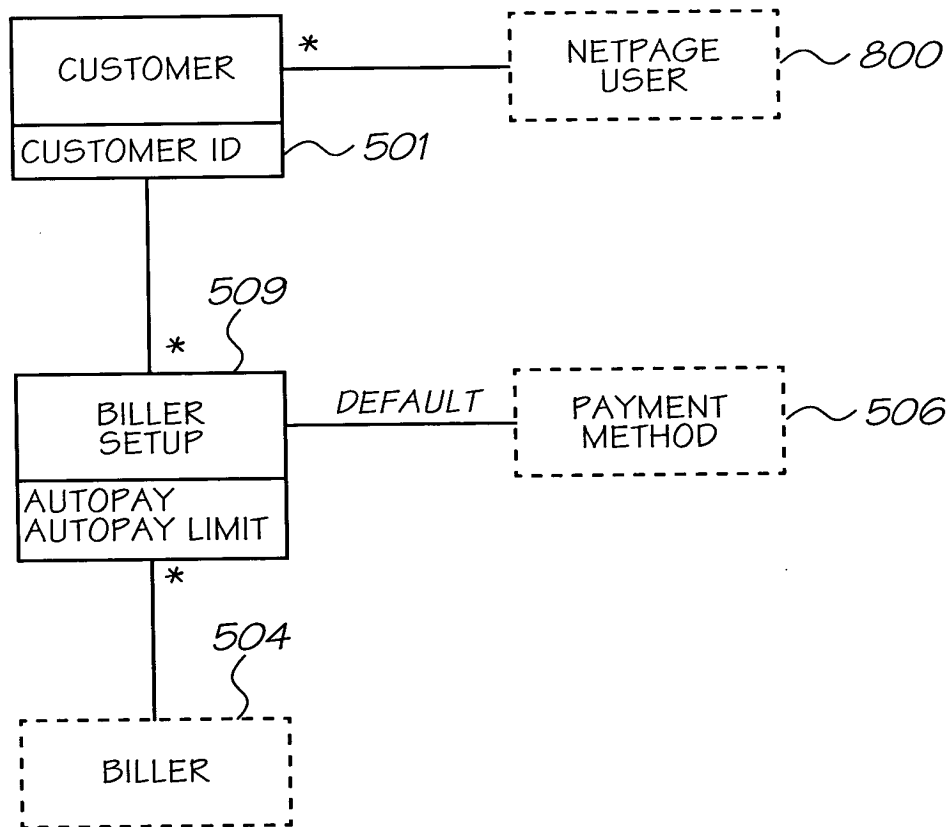 CUSTOMER
*
NETPAGE
USER
800
CUSTOMER ID
501
509
*
BILLER
SETUP
DEFAULT
PAYMENT
METHOD
506
AUTOPAY
AUTOPAY LIMIT
*
504
BILLER